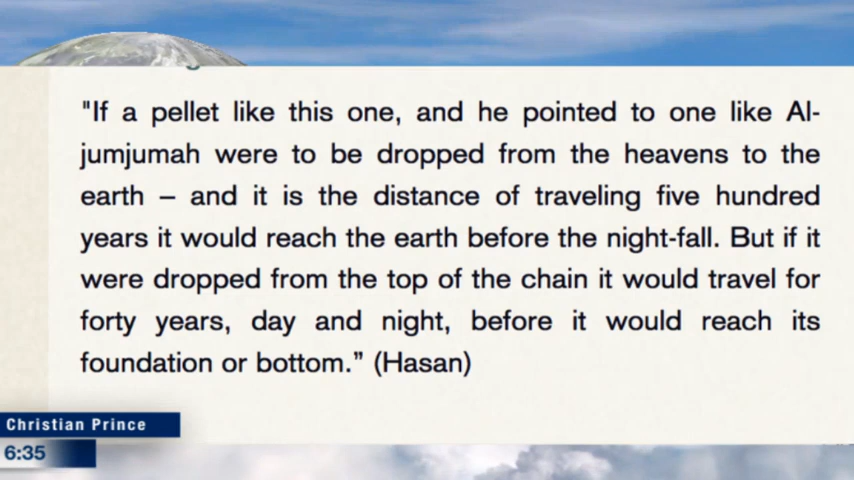 "If a pellet like this one, and he pointed to one like Al-
jumjumah were to be dropped from the heavens to the
earth – and it is the distance of traveling five hundred
years it would reach the earth before the night-fall. But if it
were dropped from the top of the chain it would travel for
forty years, day and night, before it would reach its
foundation or bottom.” (Hasan)
Christian Prince
6:35